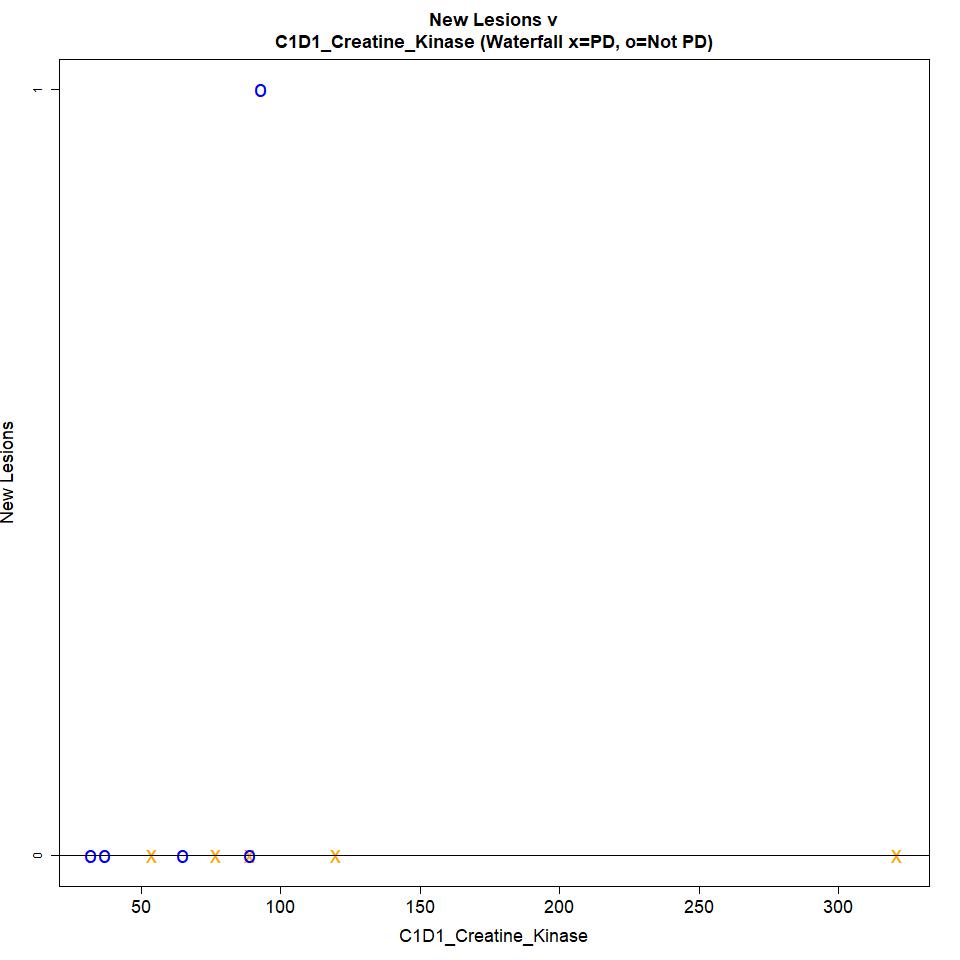 New Lesions v
C1D1_Creatine_Kinase (Waterfall x=PD, o=Not PD)
1
o
New Lesions
0
o o x o x o x x x
50 100 150 200 250 300
C1D1_Creatine_Kinase